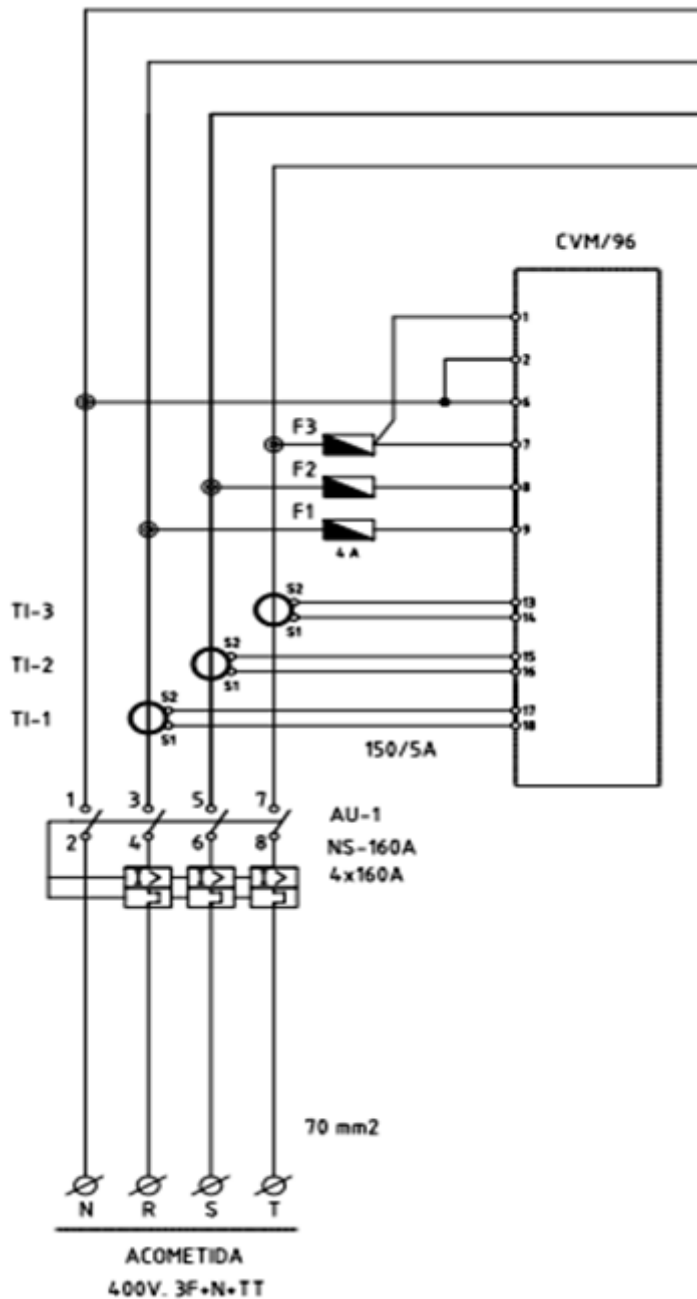 CVM/96
1
2
6
F3
7
F2
8
F1
9
4 A
TI-3
S2
S1
13
14
TI-2
S2
S1
15
16
TI-1
S2
S1
17
18
150/5A
1 3 5 7
2 4 6 8
AU-1
NS-160A
4x160A
I> I> I>
70 mm2
N R S T
ACOMETIDA
400V. 3F+N+TT